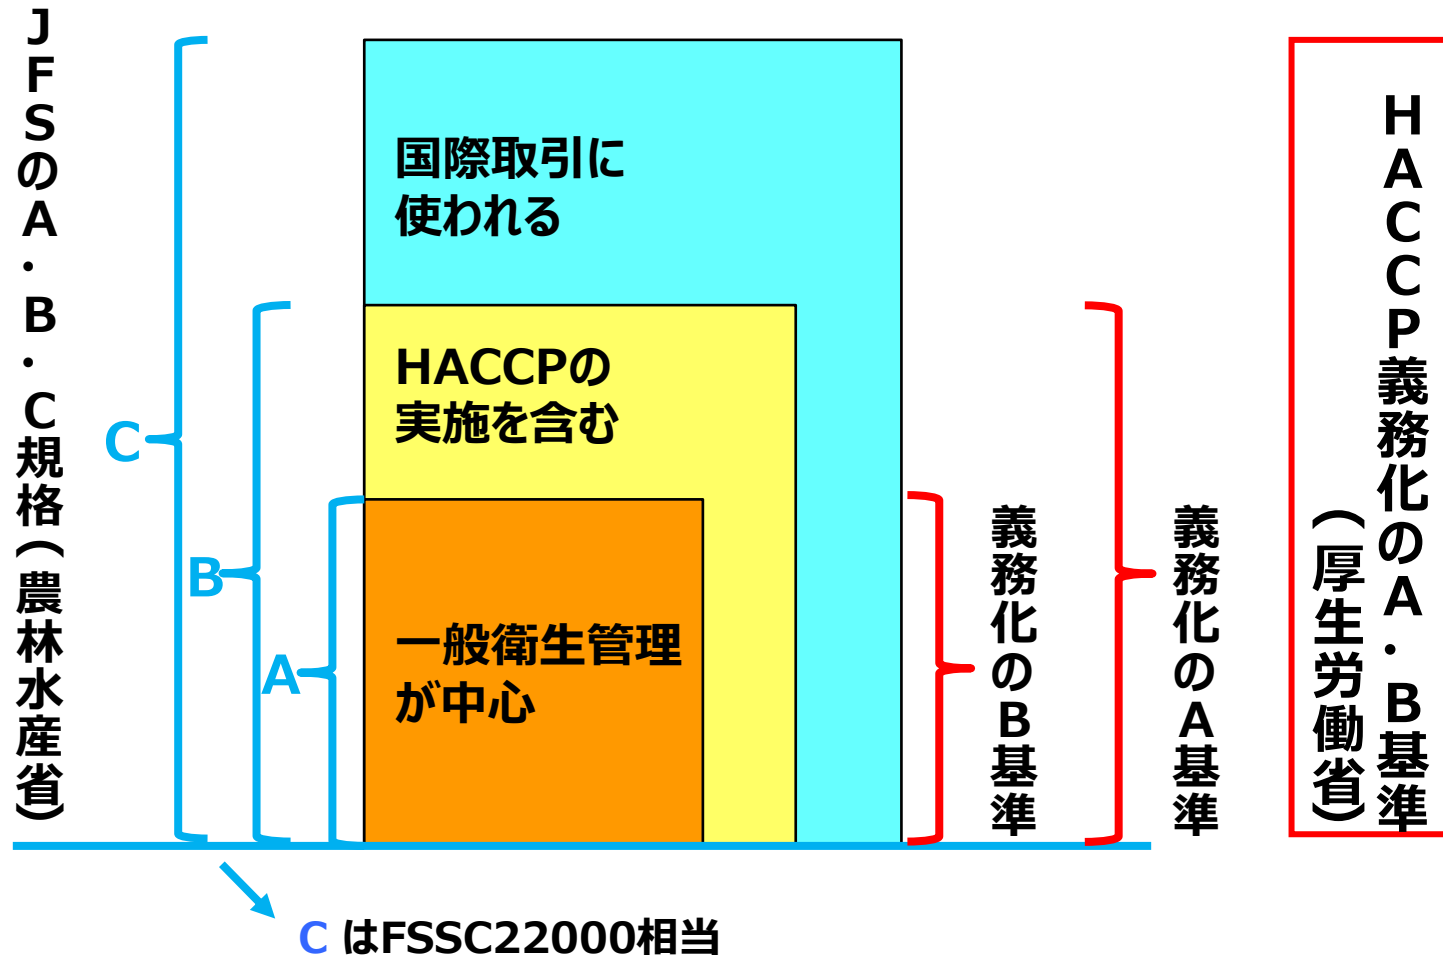 JFSのA・B・C規格（農林水産省）
C
B
A
国際取引に
使われる
HACCPの
実施を含む
一般衛生管理
が中心
義務化のB基準
義務化のA基準
HACCP義務化のA・B基準
（厚生労働省）
C はFSSC22000相当